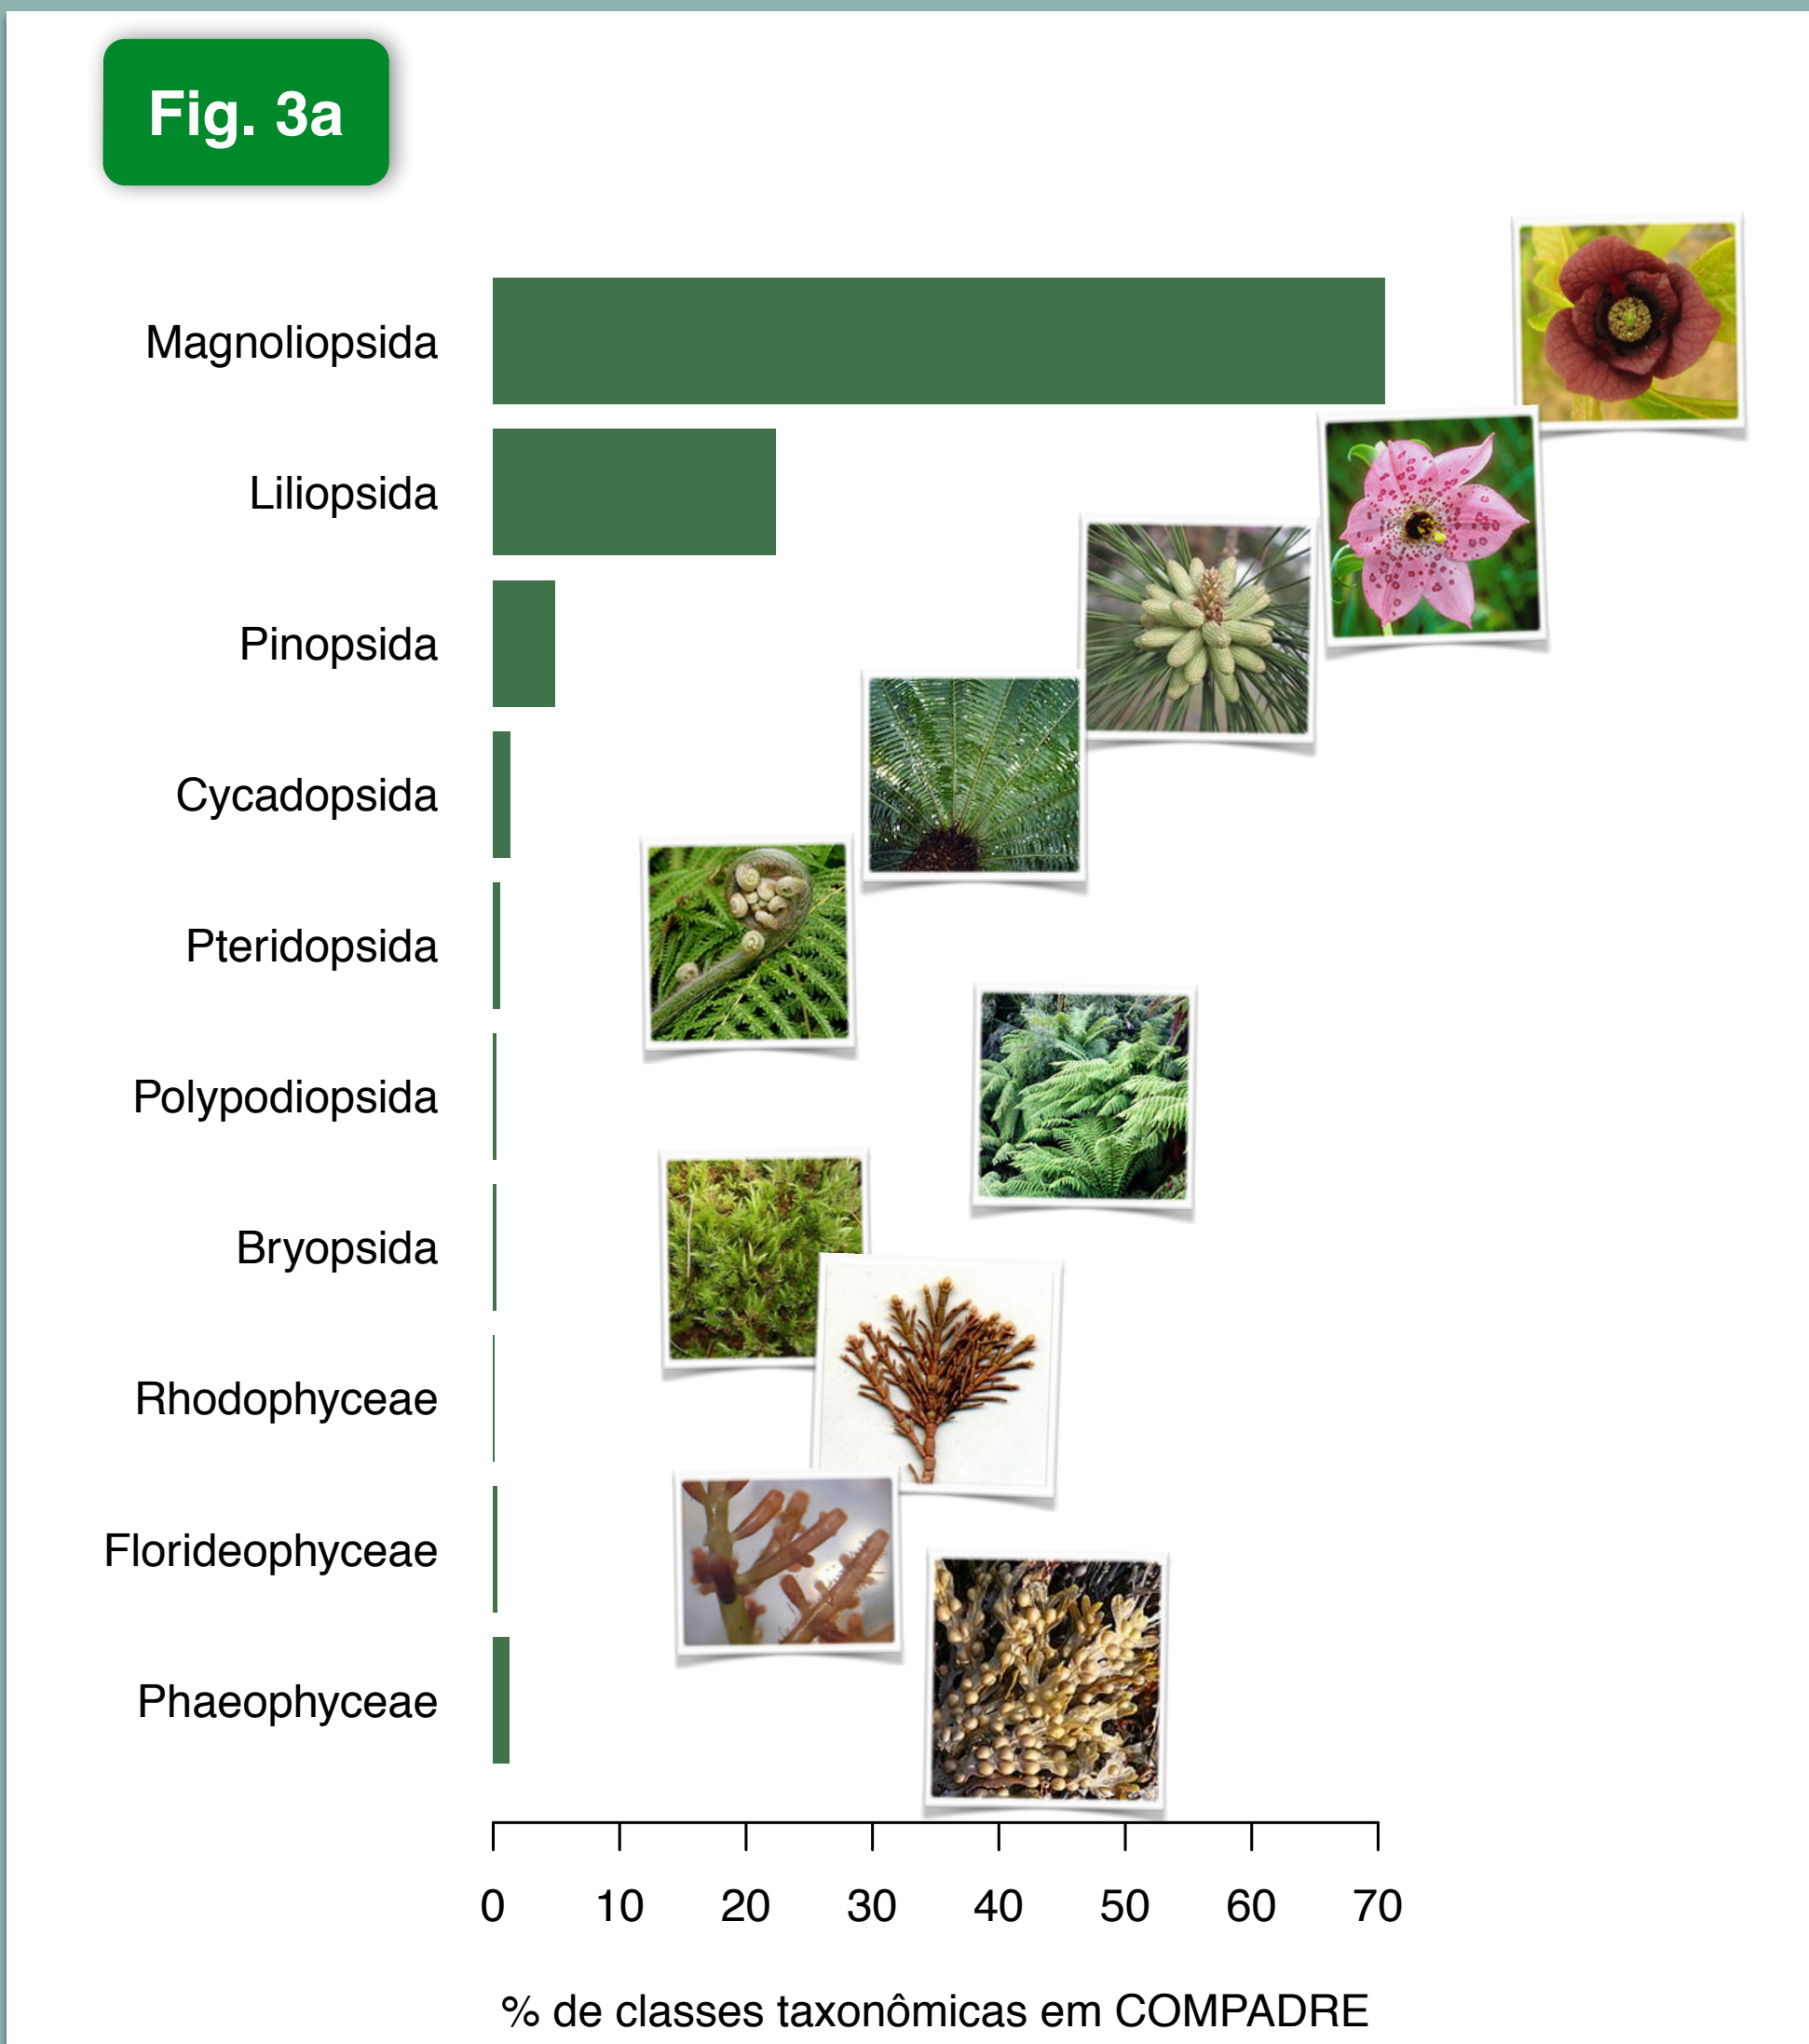 Fig. 3a
Magnoliopsida
Liliopsida
Pinopsida
Cycadopsida
Pteridopsida
Polypodiopsida
Bryopsida
Rhodophyceae
Florideophyceae
Phaeophyceae
0 10 20 30 40 50 60 70
% de classes taxonômicas em COMPADRE